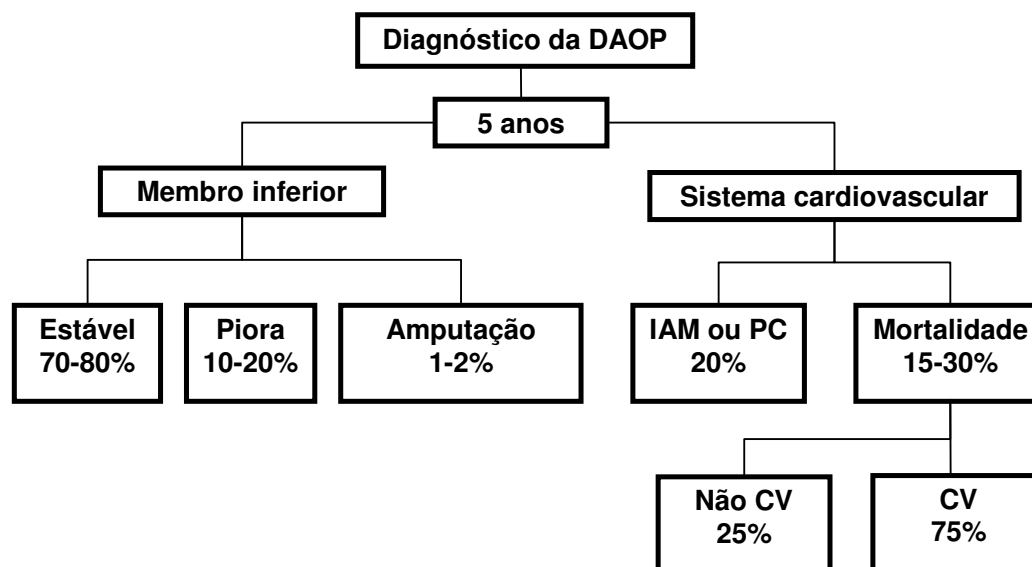 Diagnóstico da DAOP
5 anos
Membro inferior
Sistema cardiovascular
Estável
70-80%
Piora
10-20%
Amputação
1-2%
IAM ou PC
20%
Mortalidade
15-30%
Não CV
25%
CV
75%